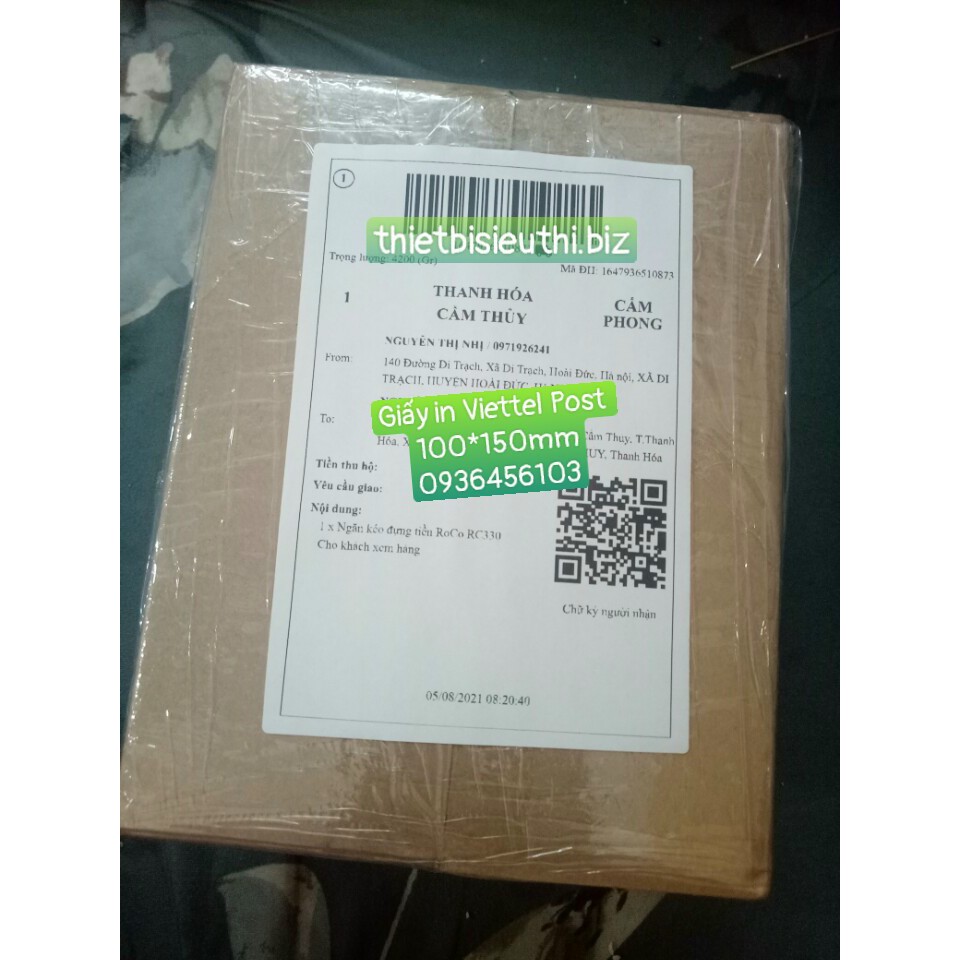 1
thietbisieuthi.biz
Trọng lượng: 4200 (Gr)
Mã ĐH: 1647936510873
1
THANH HÓA
CẨM THỦY
CẨM
PHONG
NGUYỄN THỊ NHỊ / 0971926241
From:
140 Đường Di Trạch, Xã Di Trạch, Hoài Đức, Hà nội, XÃ DI
TRẠCH, HUYỆN HOÀI ĐỨC,
Giấy in Viettel Post
100*150mm
0936456103
To:
Cẩm Thuỷ, T.Thanh
Hóa, Thanh Hóa
Tiền thu hộ:
Yêu cầu giao:
Nội dung:
1 x Ngăn kéo đựng tiền RoCo RC330
Cho khách xem hàng
Chữ ký người nhận
05/08/2021 08:20:40